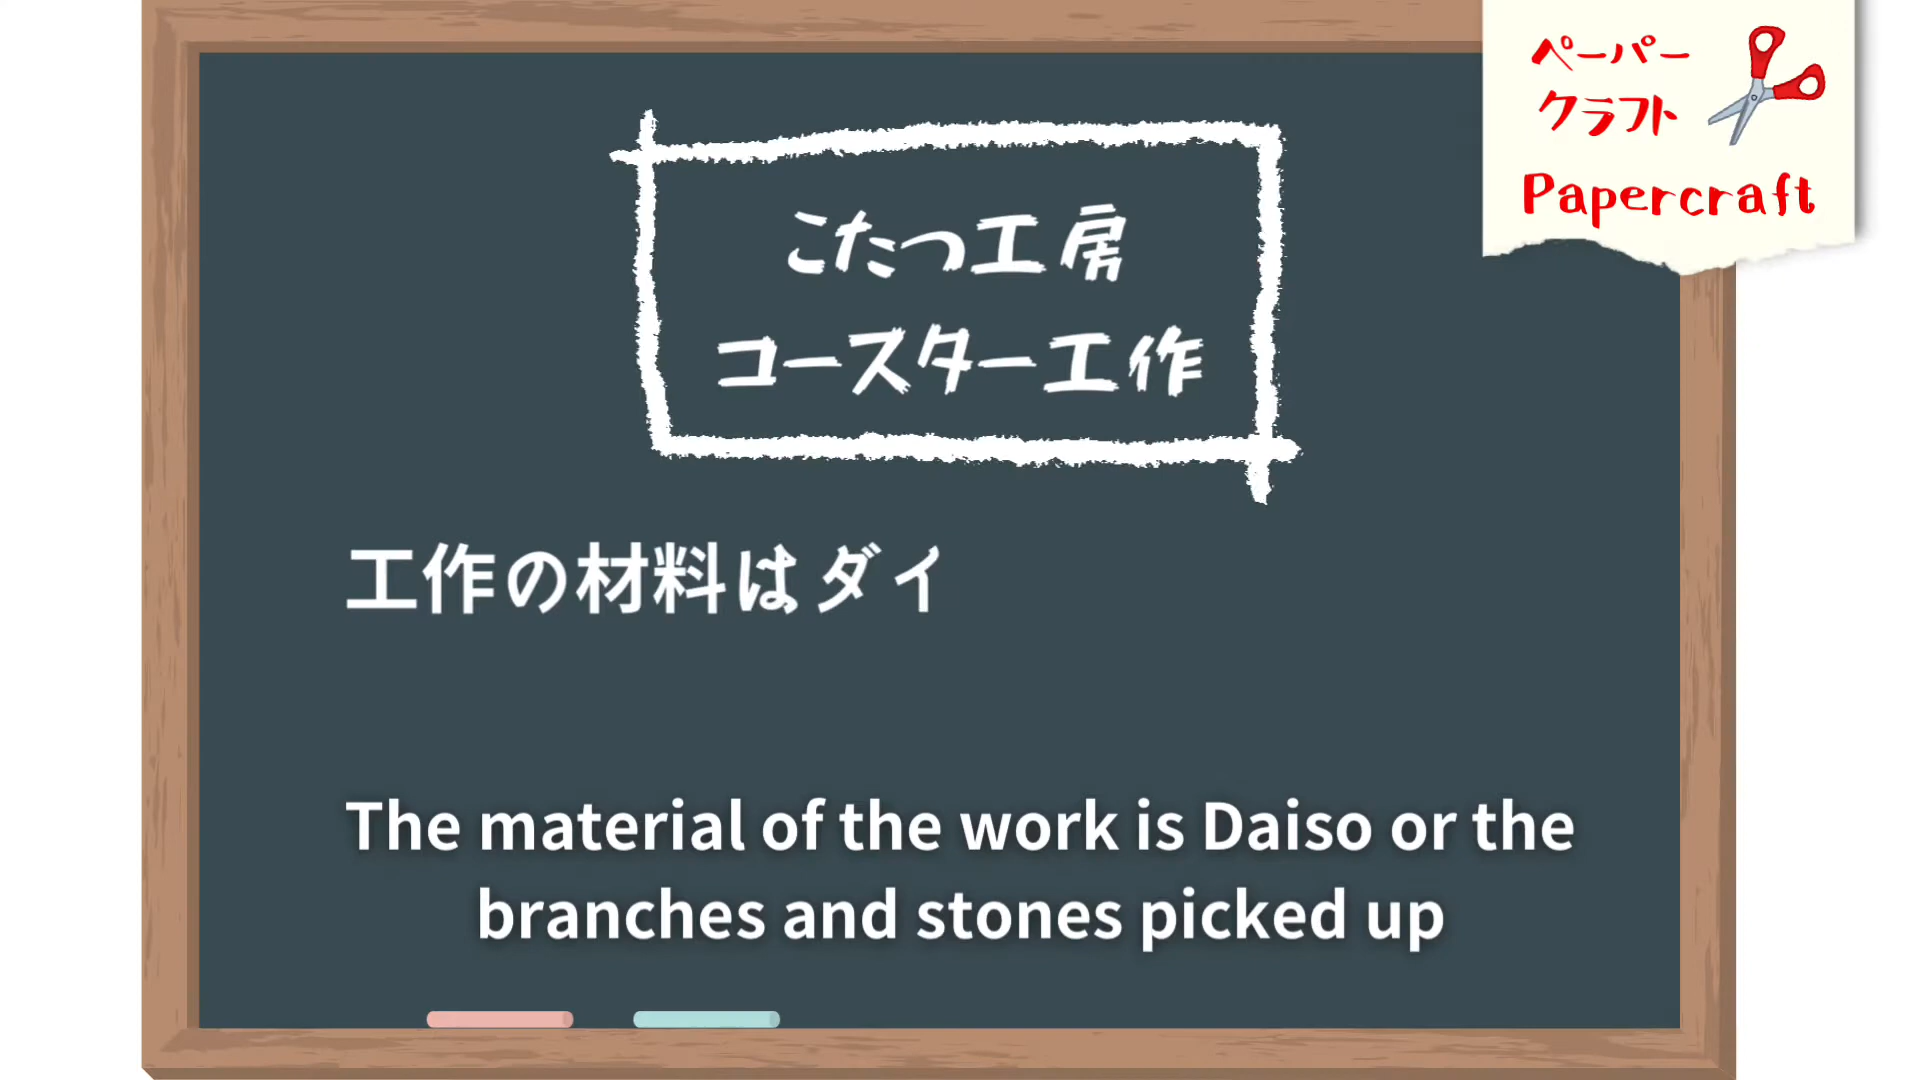 ペーパー
クラフト
Papercraft
こたつ工房
コースター工作
工作の材料はダイ
The material of the work is Daiso or the
branches and stones picked up